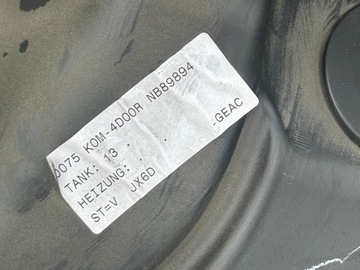 0075 KOM-4DOOR NB89894
TANK: 13 . .
HEIZUNG: . . -GEAC
ST=V JX6D